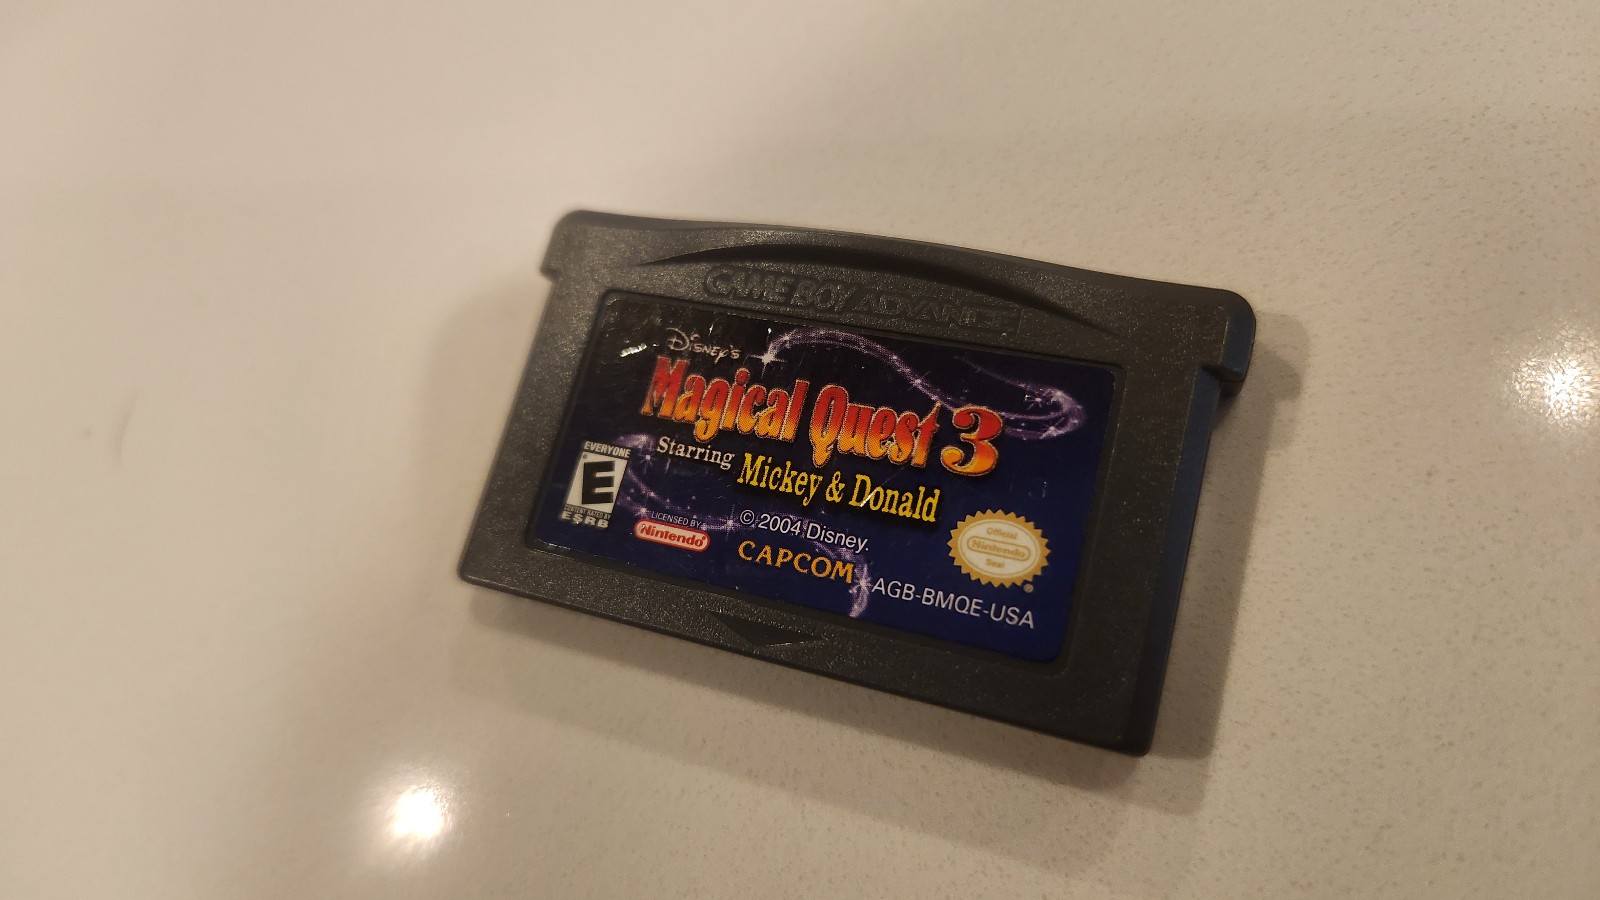 GAME BOY ADVANCE
Disney's
Magical Quest 3
Starring Mickey & Donald
EVERYONE
E
CONTENT RATED BY
ESRB
LICENSED BY
Nintendo
© 2004 Disney.
CAPCOM
Official
Nintendo
Seal
®
AGB-BMQE-USA